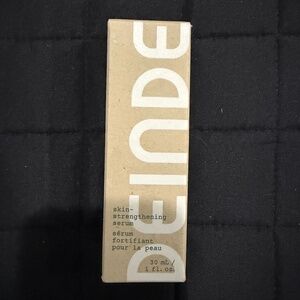 DEINDE
skin-
strengthening
serum
sérum
fortifiant
pour la peau
30 mL /
1 fl. oz.